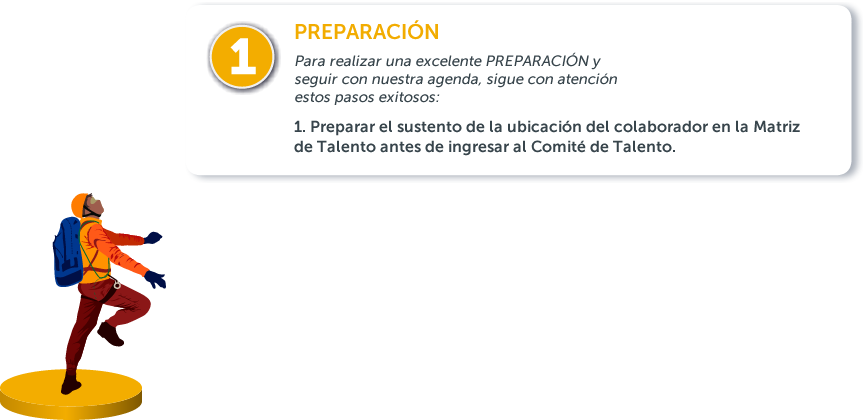 1
PREPARACIÓN
Para realizar una excelente PREPARACIÓN y
seguir con nuestra agenda, sigue con atención
estos pasos exitosos:
1. Preparar el sustento de la ubicación del colaborador en la Matriz
de Talento antes de ingresar al Comité de Talento.